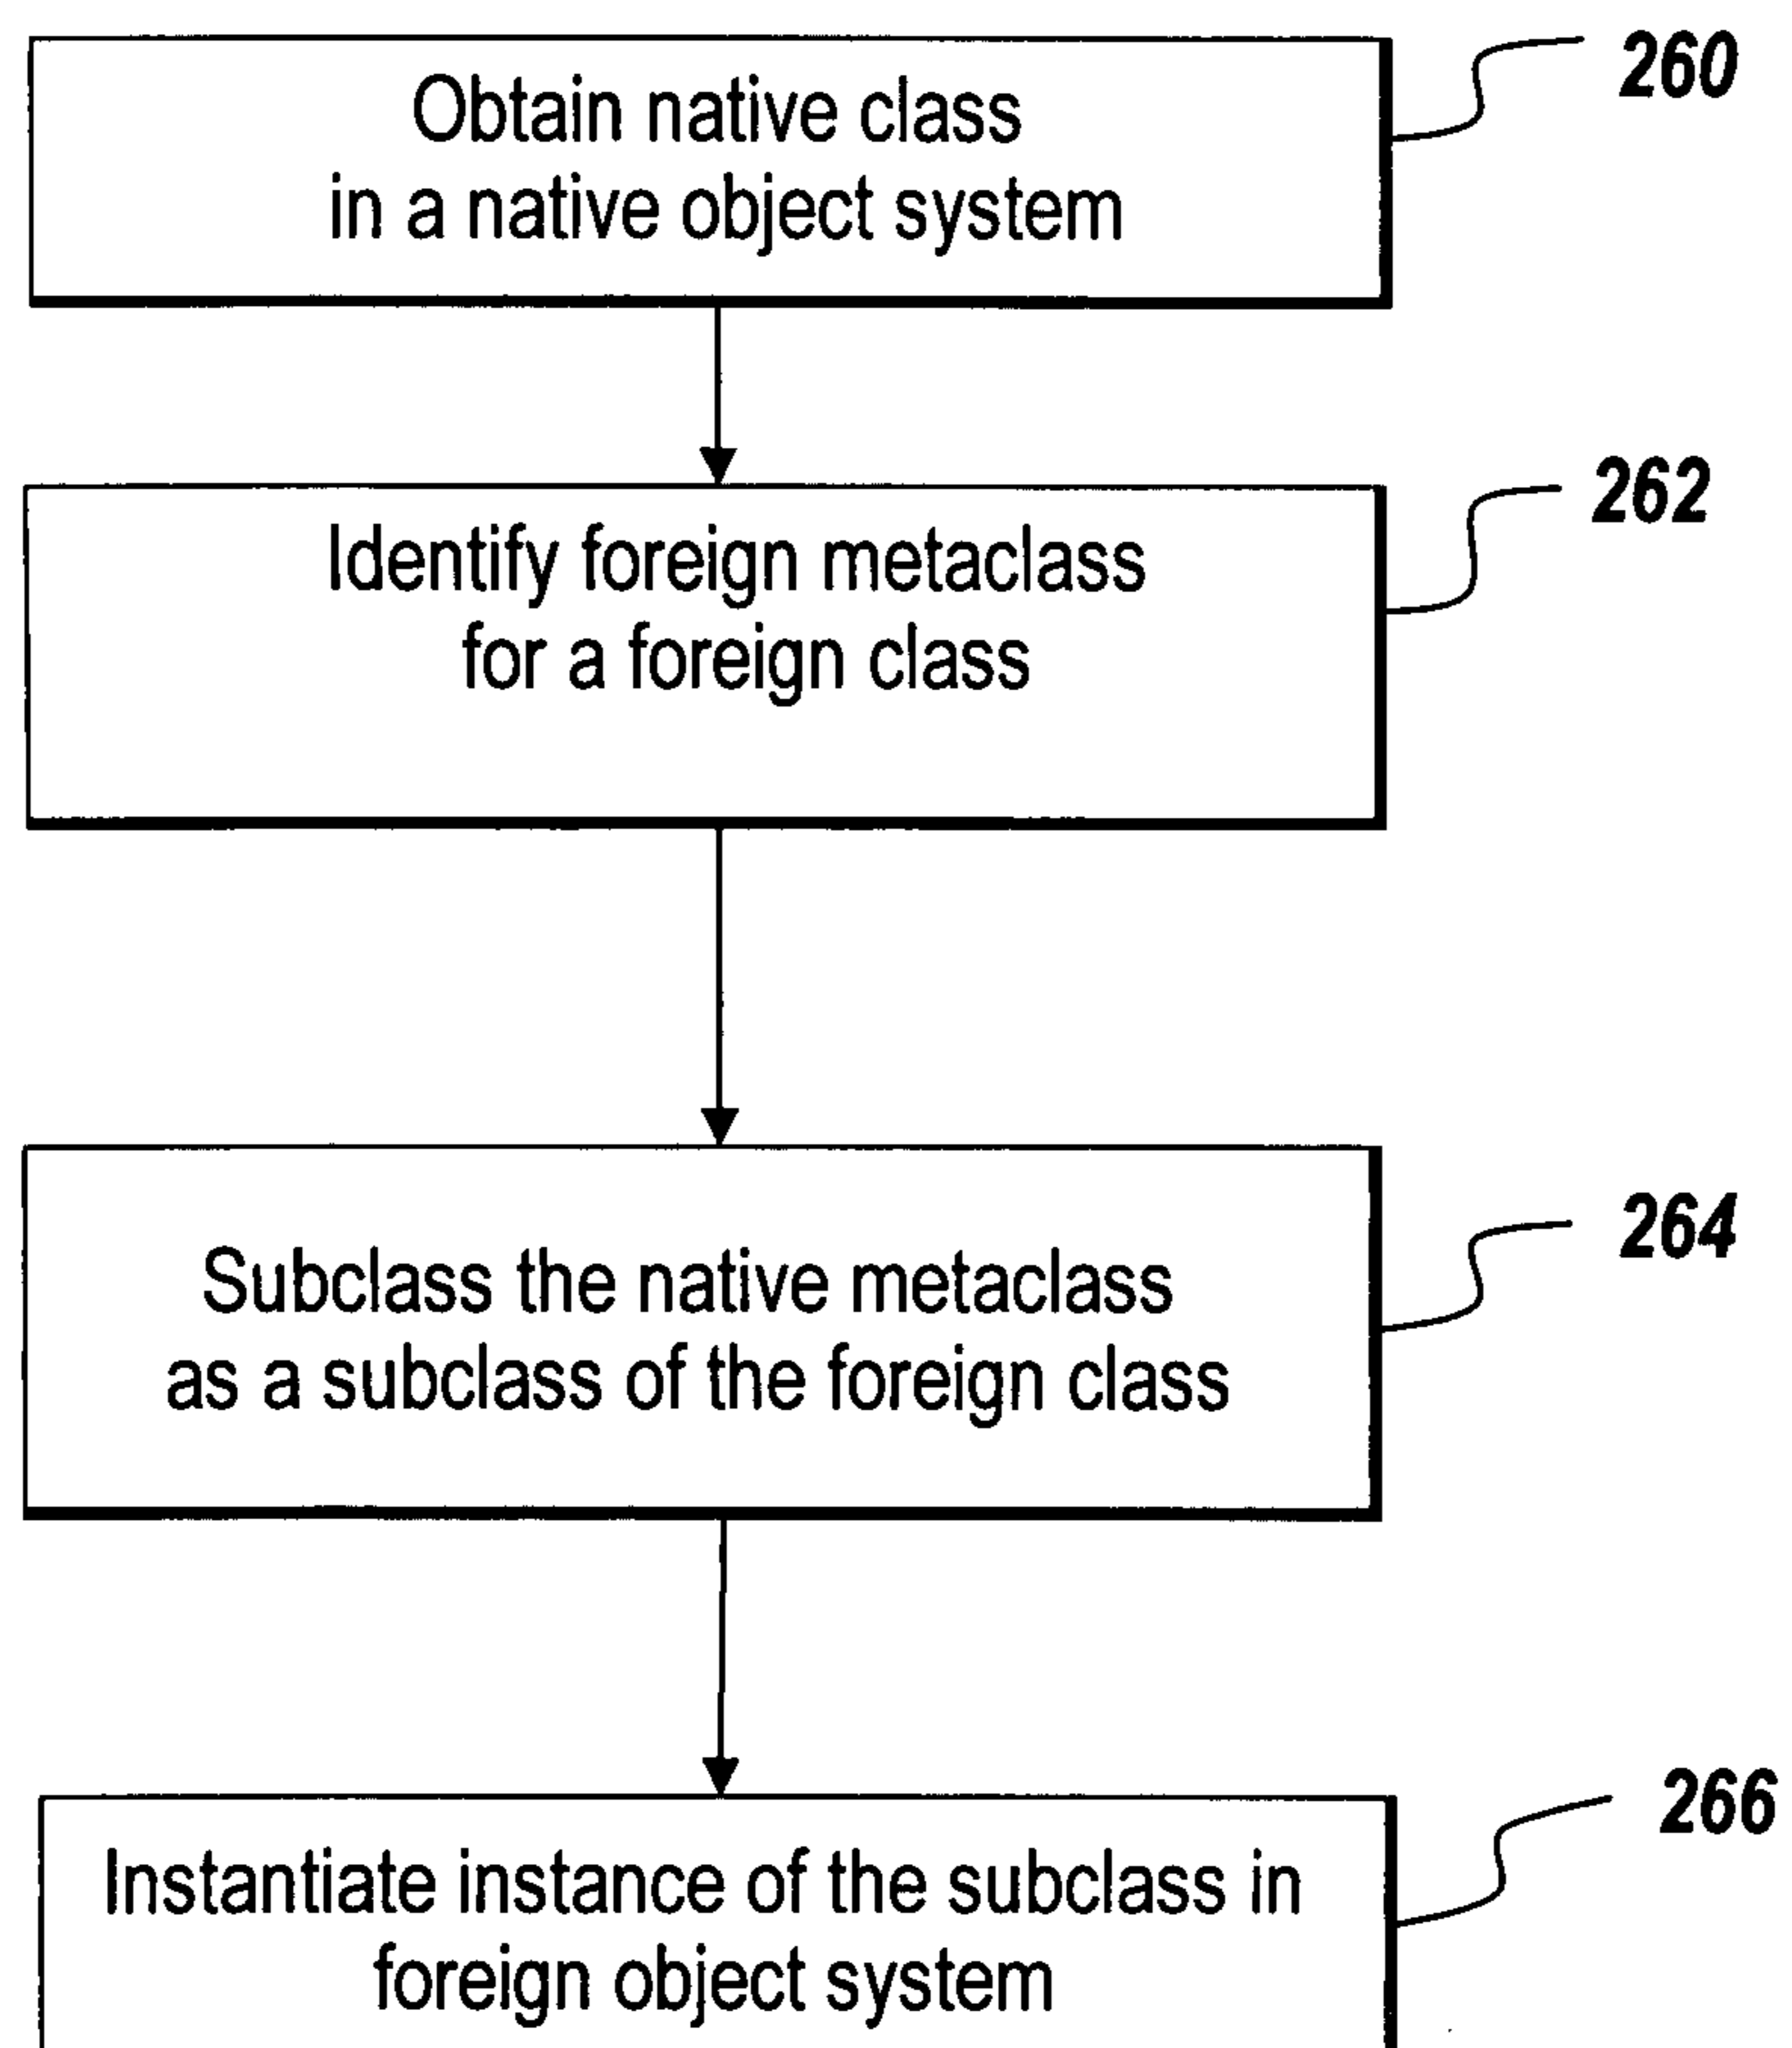 Obtain native class
in a native object system
260
Identify foreign metaclass
for a foreign class
262
Subclass the native metaclass
as a subclass of the foreign class
264
Instantiate instance of the subclass in
foreign object system
266